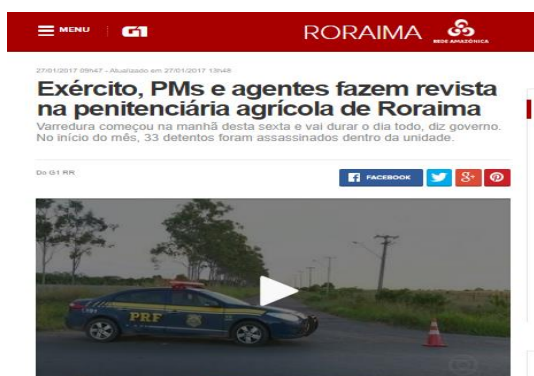 MENU
G1
RORAIMA
REDE AMAZÔNICA
27/01/2017 09h47 - Atualizado em 27/01/2017 13h48
Exército, PMs e agentes fazem revista
na penitenciária agrícola de Roraima
Varredura começou na manhã desta sexta e vai durar o dia todo, diz governo.
No início do mês, 33 detentos foram assassinados dentro da unidade.
Do G1 RR
FACEBOOK
PRF